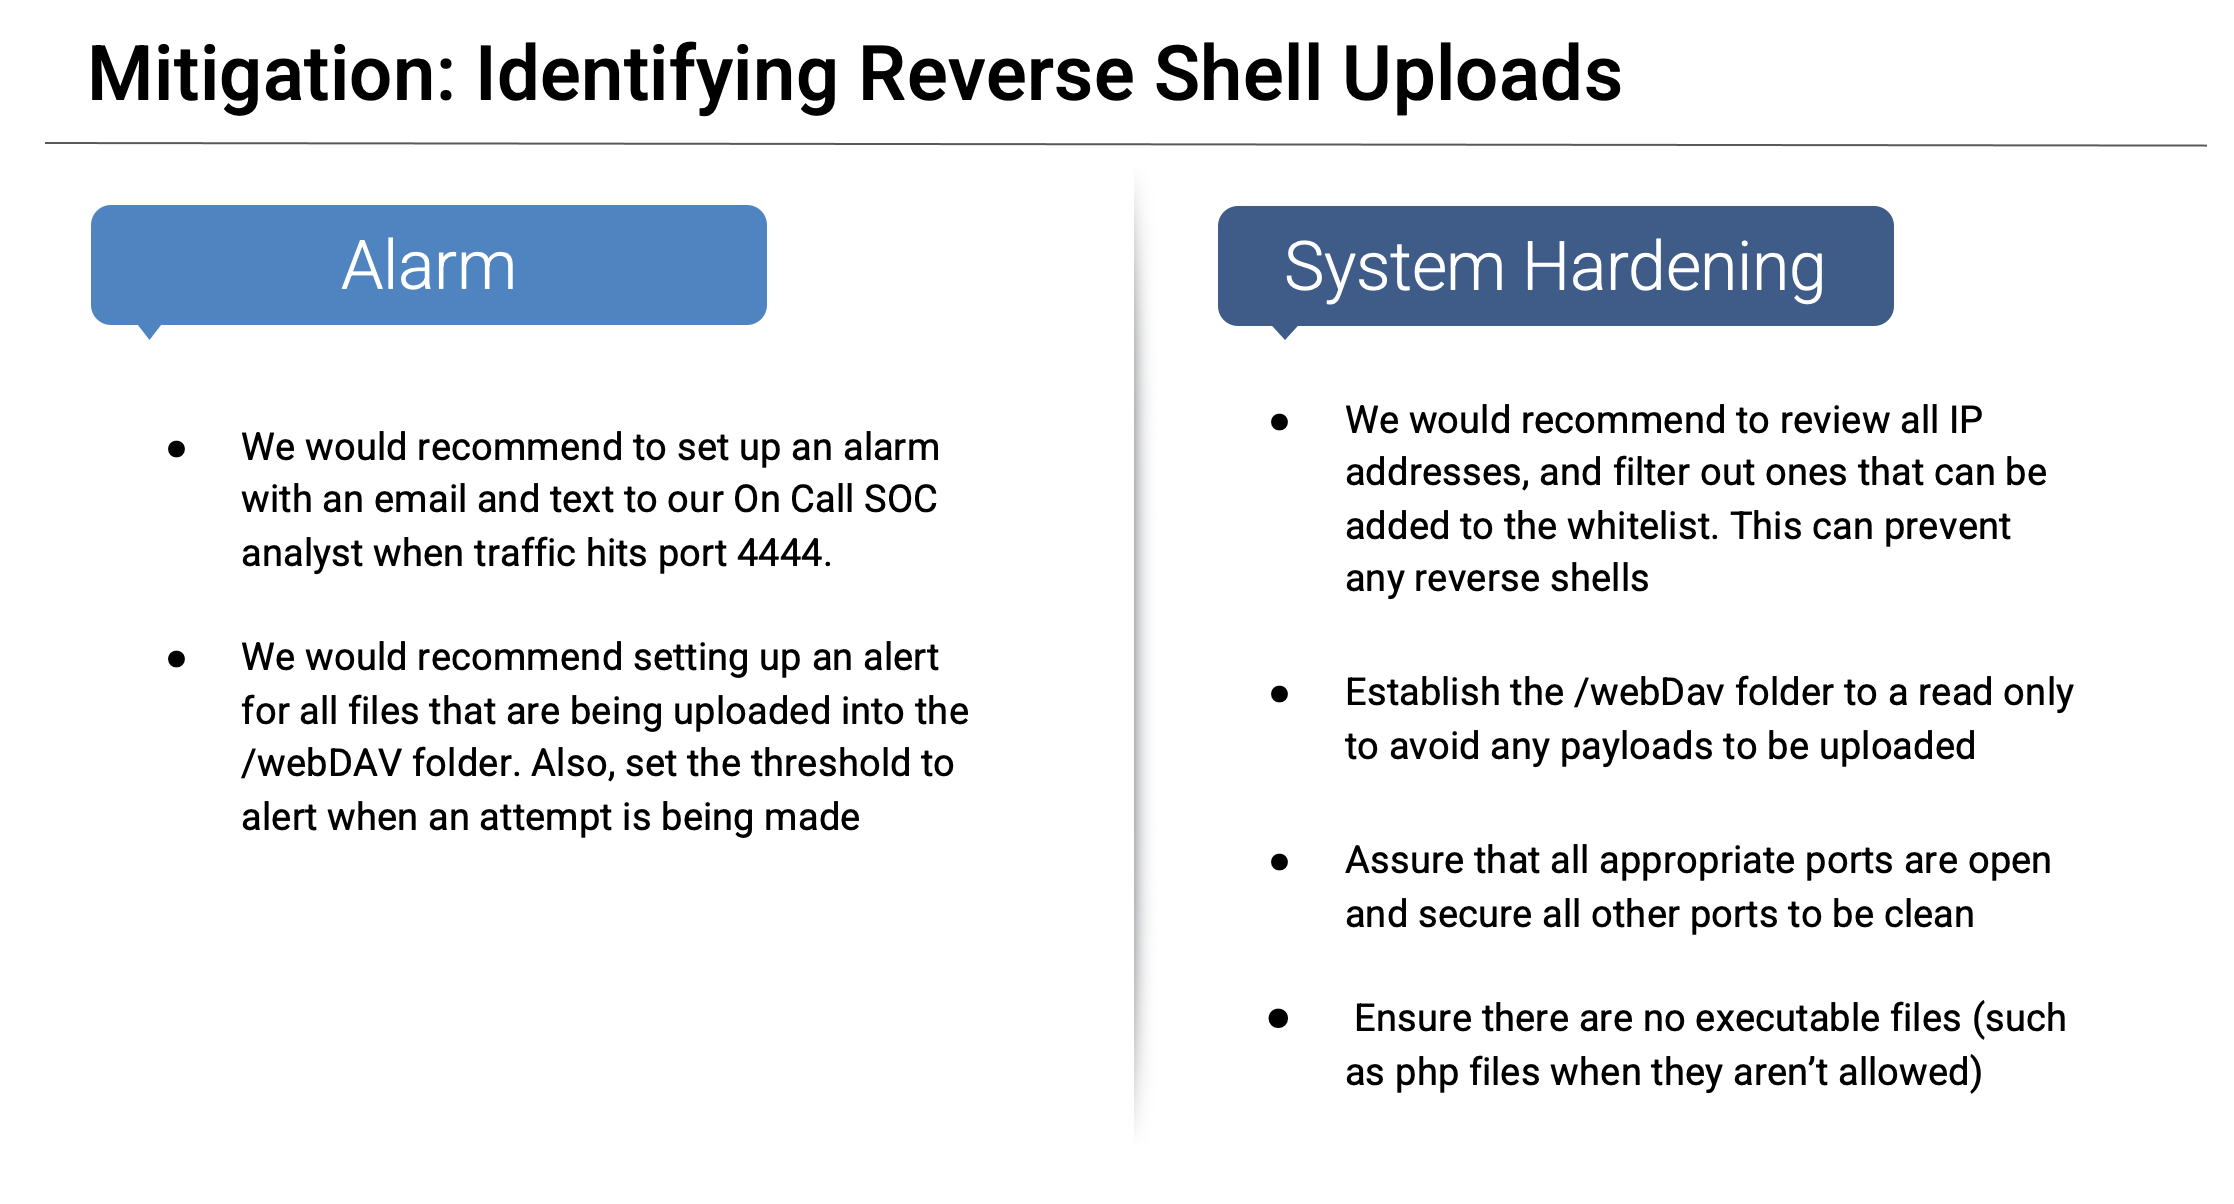 Mitigation: Identifying Reverse Shell Uploads
Alarm
● We would recommend to set up an alarm
with an email and text to our On Call SOC
analyst when traffic hits port 4444.
● We would recommend setting up an alert
for all files that are being uploaded into the
/webDAV folder. Also, set the threshold to
alert when an attempt is being made
System Hardening
● We would recommend to review all IP
addresses, and filter out ones that can be
added to the whitelist. This can prevent
any reverse shells
● Establish the /webDav folder to a read only
to avoid any payloads to be uploaded
● Assure that all appropriate ports are open
and secure all other ports to be clean
● Ensure there are no executable files (such
as php files when they aren’t allowed)